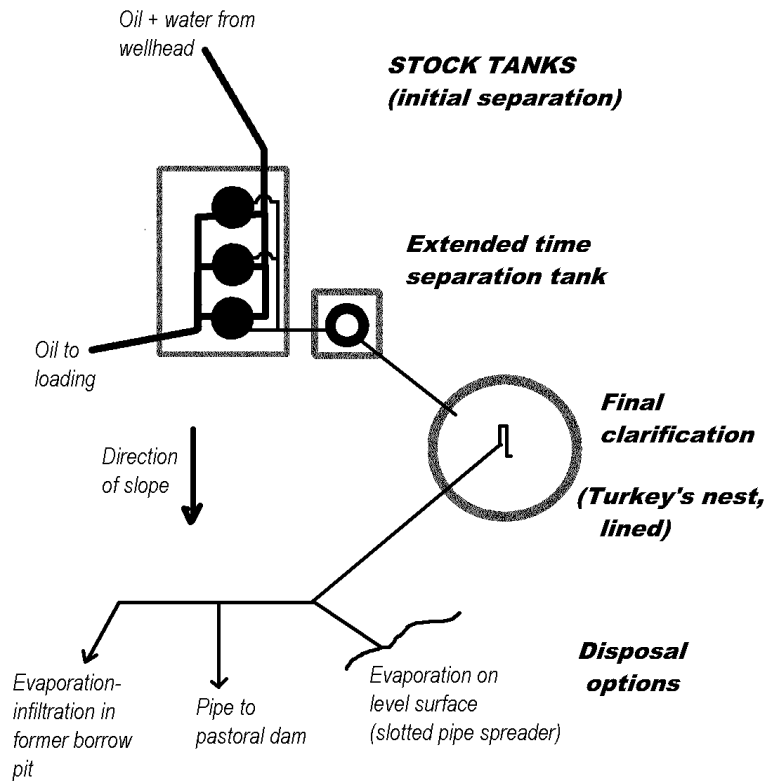 Oil + water from
wellhead
STOCK TANKS
(initial separation)
Extended time
separation tank
Oil to
loading
Final
clarification
(Turkey's nest,
lined)
Direction
of slope
Disposal
options
Evaporation-
infiltration in
former borrow
pit
Pipe to
pastoral dam
Evaporation on
level surface
(slotted pipe spreader)